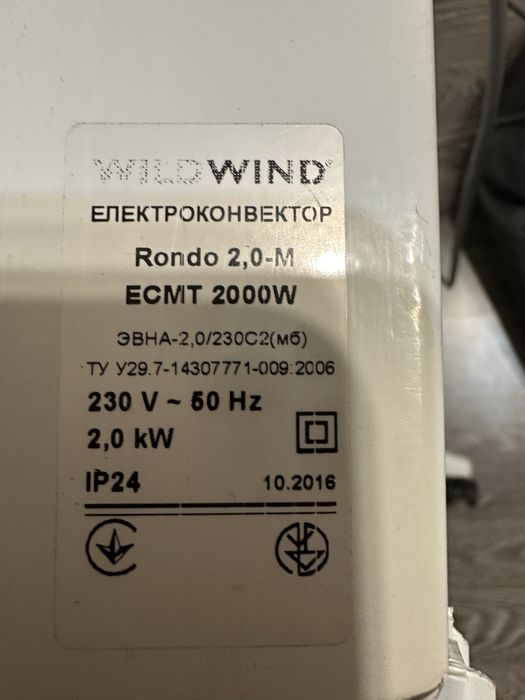 WILDWIND
ЕЛЕКТРОКОНВЕКТОР
Rondo 2,0-М
ЕСМТ 2000W
ЭВНА-2,0/230С2(мб)
ТУ У29.7-14307771-009:2006
230 V ~ 50 Hz
2,0 kW
IP24
10.2016